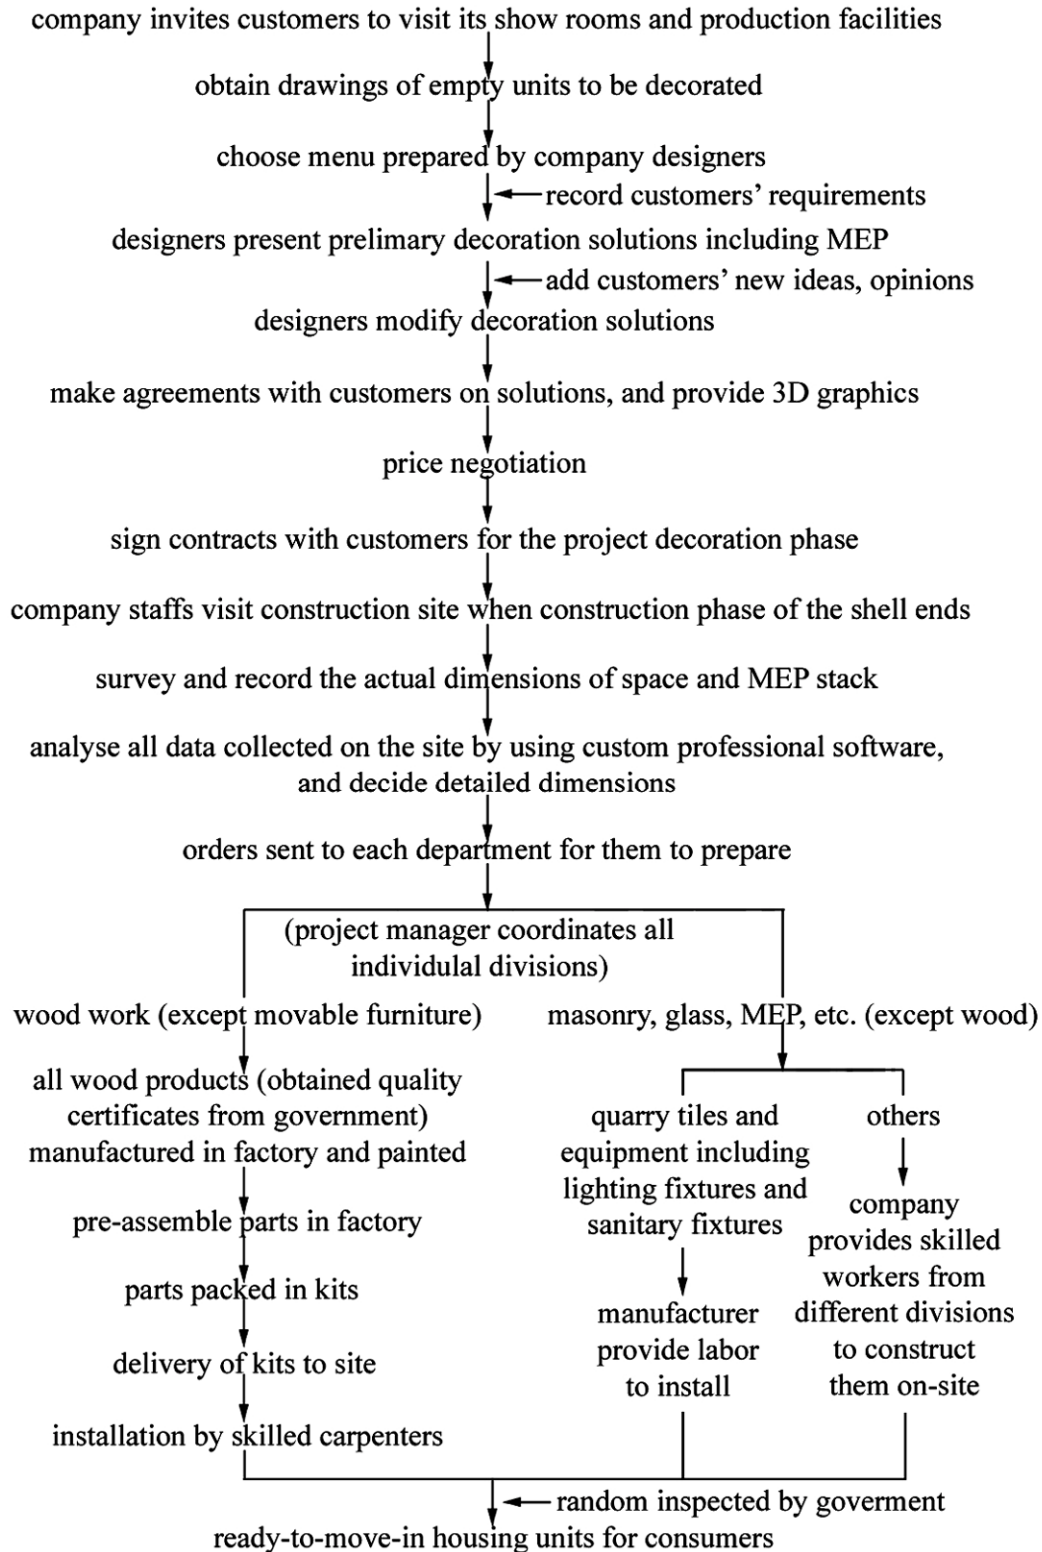 company invites customers to visit its show rooms and production facilities
obtain drawings of empty units to be decorated
choose menu prepared by company designers
record customers’ requirements
designers present prelimary decoration solutions including MEP
add customers’ new ideas, opinions
designers modify decoration solutions
make agreements with customers on solutions, and provide 3D graphics
price negotiation
sign contracts with customers for the project decoration phase
company staffs visit construction site when construction phase of the shell ends
survey and record the actual dimensions of space and MEP stack
analyse all data collected on the site by using custom professional software,
and decide detailed dimensions
orders sent to each department for them to prepare
(project manager coordinates all
individulal divisions)
wood work (except movable furniture)
all wood products (obtained quality
certificates from government)
manufactured in factory and painted
pre-assemble parts in factory
parts packed in kits
delivery of kits to site
installation by skilled carpenters
masonry, glass, MEP, etc. (except wood)
quarry tiles and
equipment including
lighting fixtures and
sanitary fixtures
manufacturer
provide labor
to install
others
company
provides skilled
workers from
different divisions
to construct
them on-site
random inspected by goverment
ready-to-move-in housing units for consumers